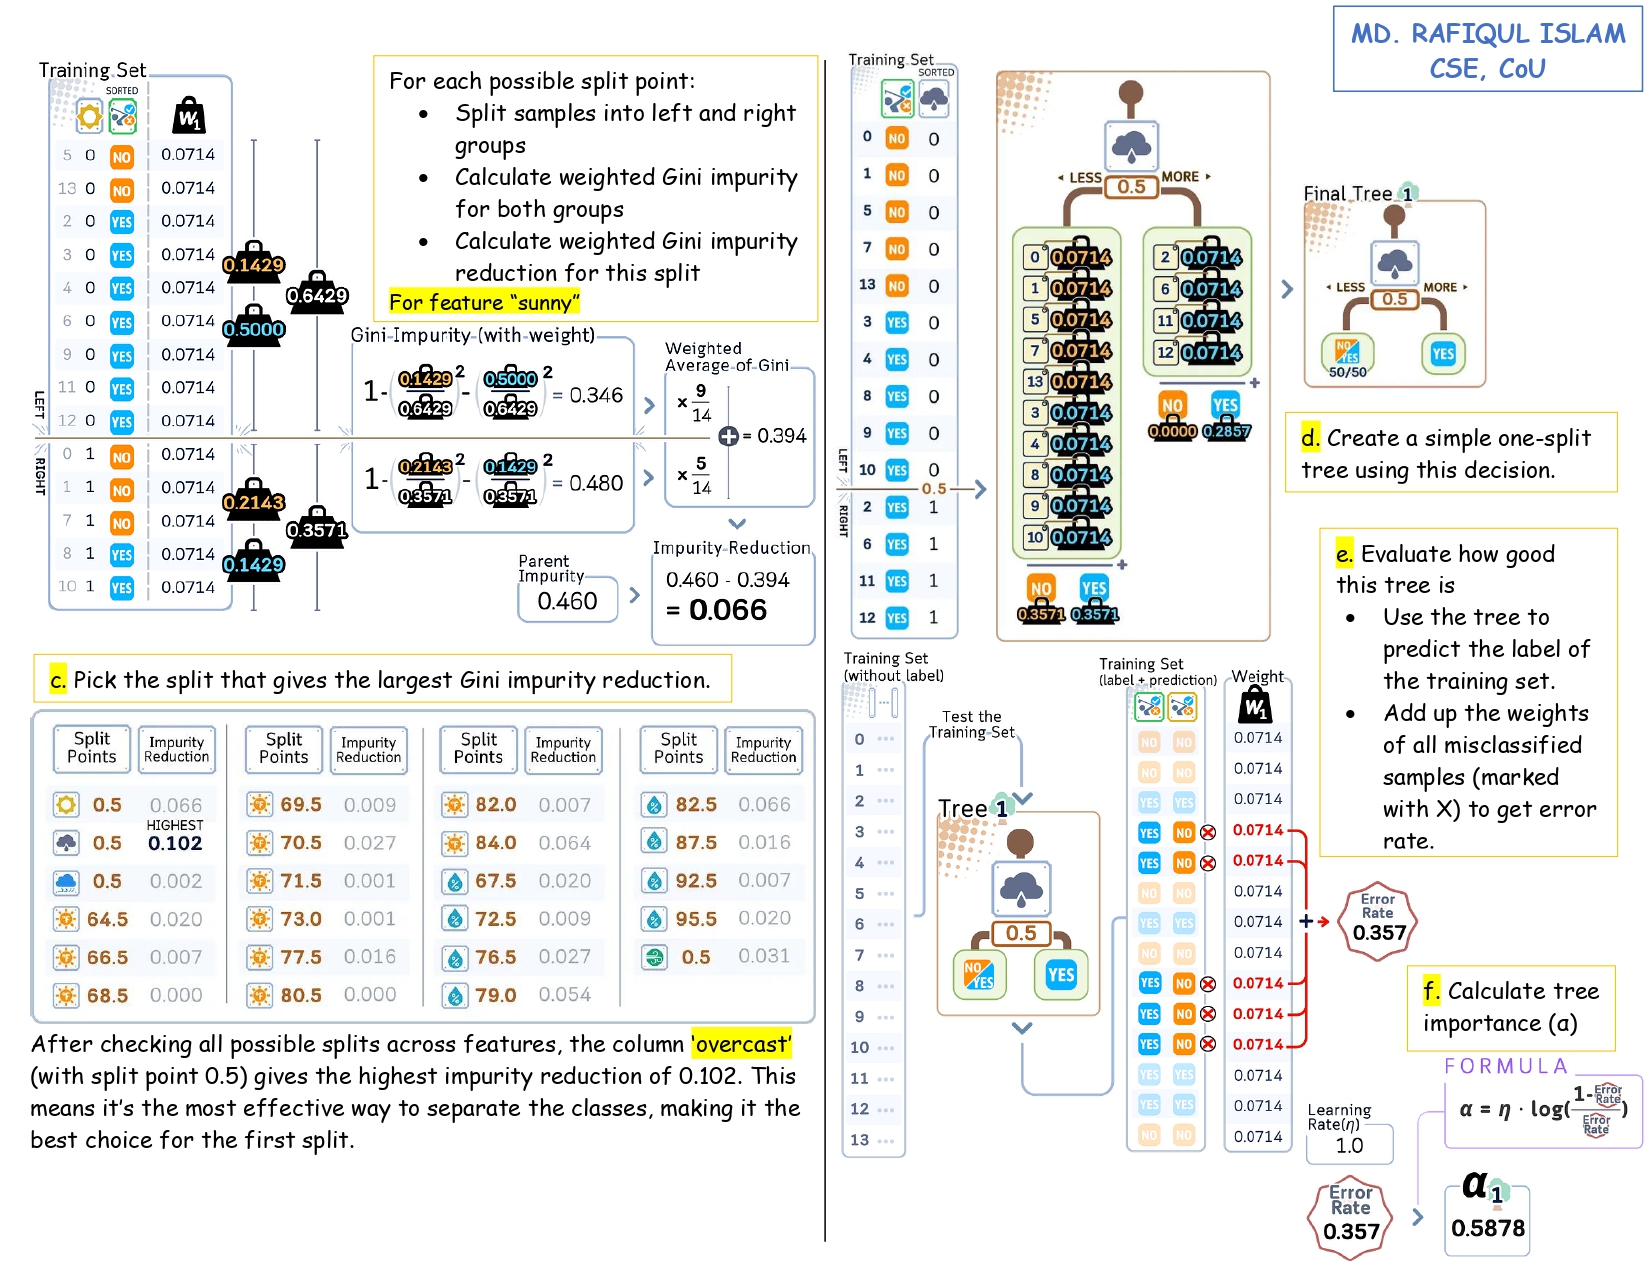 MD. RAFIQUL ISLAM
CSE, CoU
Training Set
SORTED
W1
5 0 NO 0.0714
13 0 NO 0.0714
2 0 YES 0.0714
3 0 YES 0.0714
4 0 YES 0.0714
6 0 YES 0.0714
9 0 YES 0.0714
11 0 YES 0.0714
12 0 YES 0.0714
LEFT
RIGHT
0 1 NO 0.0714
1 1 NO 0.0714
7 1 NO 0.0714
8 1 YES 0.0714
10 1 YES 0.0714
0.1429
0.5000
0.6429
0.2143
0.1429
0.3571
For each possible split point:
• Split samples into left and right
groups
• Calculate weighted Gini impurity
for both groups
• Calculate weighted Gini impurity
reduction for this split
For feature “sunny”
Gini Impurity (with weight)
1-(0.1429/0.6429)2 - (0.5000/0.6429)2 = 0.346
1-(0.2143/0.3571)2 - (0.1429/0.3571)2 = 0.480
Weighted
Average of Gini
× 9/14
+ = 0.394
× 5/14
Parent
Impurity
0.460
Impurity Reduction
0.460 - 0.394
= 0.066
c. Pick the split that gives the largest Gini impurity reduction.
Split Points Impurity Reduction Split Points Impurity Reduction Split Points Impurity Reduction Split Points Impurity Reduction
0.5 0.066 69.5 0.009 82.0 0.007 82.5 0.066
HIGHEST
0.5 0.102 70.5 0.027 84.0 0.064 87.5 0.016
0.5 0.002 71.5 0.001 67.5 0.020 92.5 0.007
64.5 0.020 73.0 0.001 72.5 0.009 95.5 0.020
66.5 0.007 77.5 0.016 76.5 0.027 0.5 0.031
68.5 0.000 80.5 0.000 79.0 0.054
After checking all possible splits across features, the column ‘overcast’
(with split point 0.5) gives the highest impurity reduction of 0.102. This
means it’s the most effective way to separate the classes, making it the
best choice for the first split.
Training Set
SORTED
0 NO 0
1 NO 0
5 NO 0
7 NO 0
13 NO 0
3 YES 0
4 YES 0
8 YES 0
9 YES 0
10 YES 0
LEFT
0.5
RIGHT
2 YES 1
6 YES 1
11 YES 1
12 YES 1
LESS 0.5 MORE
0 0.0714
1 0.0714
5 0.0714
7 0.0714
13 0.0714
3 0.0714
4 0.0714
8 0.0714
9 0.0714
10 0.0714
+
NO YES
0.3571 0.3571
2 0.0714
6 0.0714
11 0.0714
12 0.0714
+
NO YES
0.0000 0.2857
Final Tree 1
LESS 0.5 MORE
NO YES
50/50
YES
d. Create a simple one-split
tree using this decision.
e. Evaluate how good
this tree is
• Use the tree to
predict the label of
the training set.
• Add up the weights
of all misclassified
samples (marked
with X) to get error
rate.
Training Set
(without label)
...
0 ...
1 ...
2 ...
3 ...
4 ...
5 ...
6 ...
7 ...
8 ...
9 ...
10 ...
11 ...
12 ...
13 ...
Test the
Training Set
Tree 1
0.5
NO YES
YES
Training Set
(label + prediction)
Weight
W1
NO NO 0.0714
NO NO 0.0714
YES YES 0.0714
YES NO 0.0714
YES NO 0.0714
NO NO 0.0714
YES YES 0.0714
NO NO 0.0714
YES NO 0.0714
YES NO 0.0714
YES NO 0.0714
YES YES 0.0714
YES YES 0.0714
NO NO 0.0714
+
Error
Rate
0.357
f. Calculate tree
importance (α)
FORMULA
α = η · log(1-Error Rate/Error Rate)
Learning
Rate(η)
1.0
Error
Rate
0.357
α1
0.5878